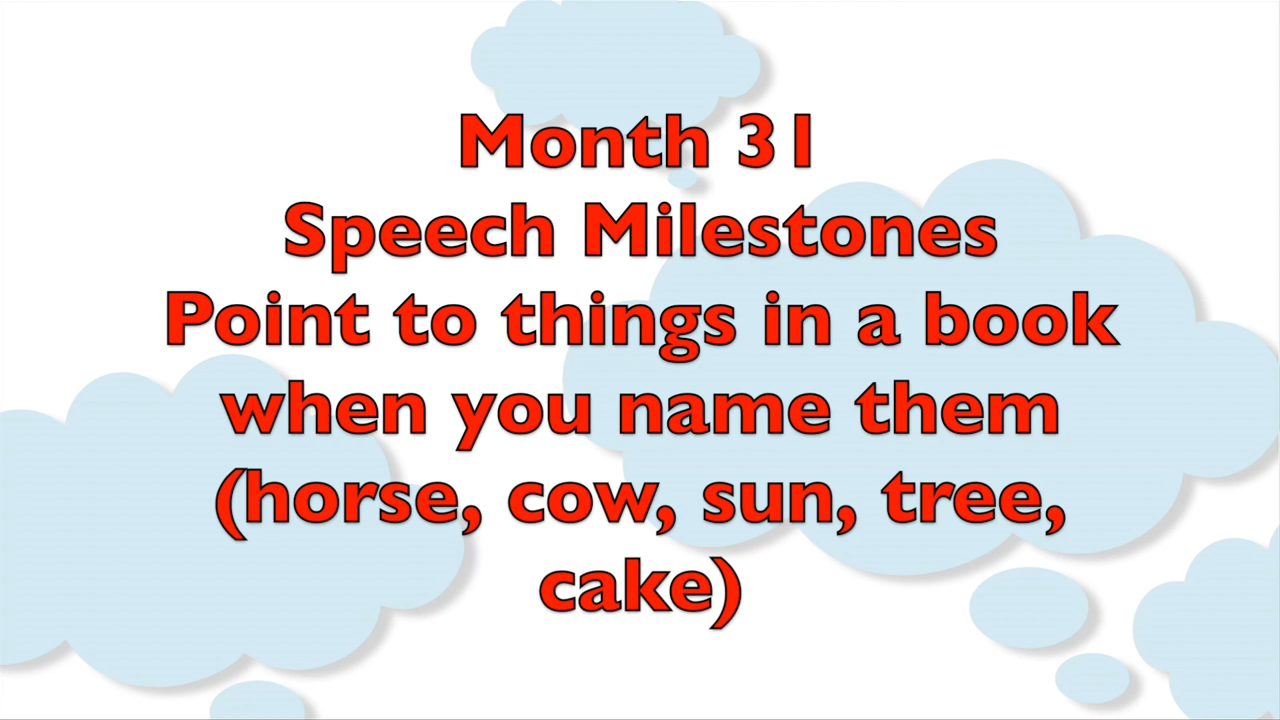 Month 31
Speech Milestones
Point to things in a book
when you name them
(horse, cow, sun, tree,
cake)